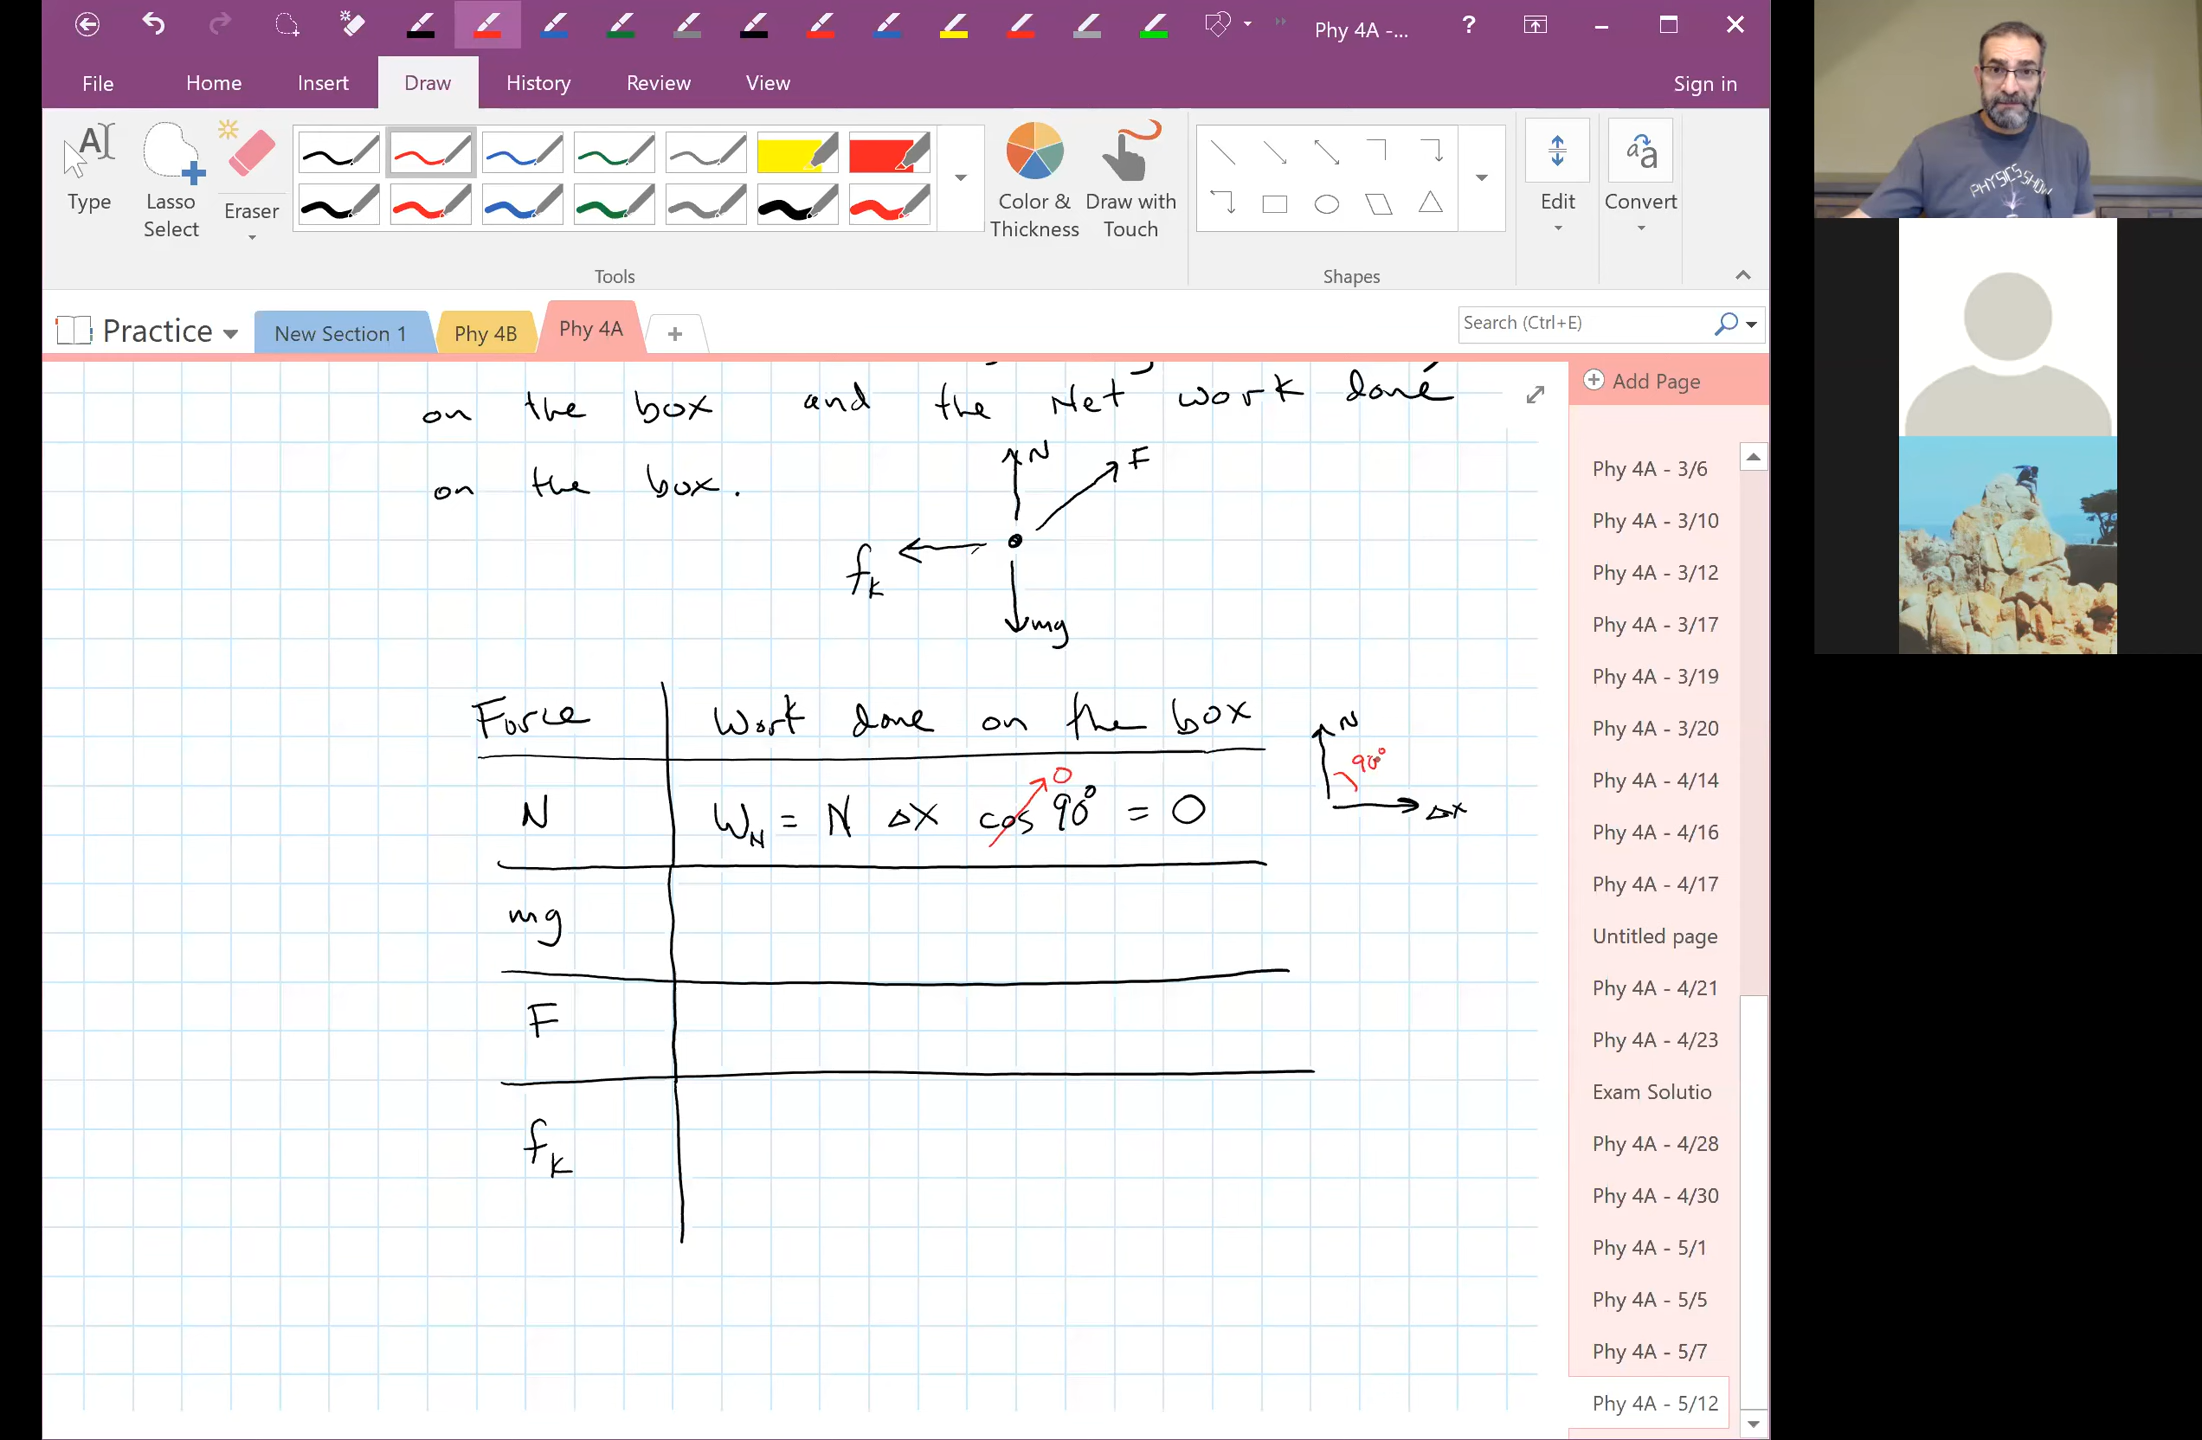 Phy 4A -...
?
File Home Insert Draw History Review View Sign in
Type
Lasso Select
Eraser
Color & Thickness
Draw with Touch
Edit
Convert
Tools
Shapes
Practice
New Section 1
Phy 4B
Phy 4A
Search (Ctrl+E)
on the box and the Net work done
on the box.
N
F
fk
mg
Force Work done on the box
N
90°
Δx
N WN = N Δx cos 90° = 0
0
mg
F
fk
Add Page
Phy 4A - 3/6
Phy 4A - 3/10
Phy 4A - 3/12
Phy 4A - 3/17
Phy 4A - 3/19
Phy 4A - 3/20
Phy 4A - 4/14
Phy 4A - 4/16
Phy 4A - 4/17
Untitled page
Phy 4A - 4/21
Phy 4A - 4/23
Exam Solutio
Phy 4A - 4/28
Phy 4A - 4/30
Phy 4A - 5/1
Phy 4A - 5/5
Phy 4A - 5/7
Phy 4A - 5/12
PHYSICS SHOW